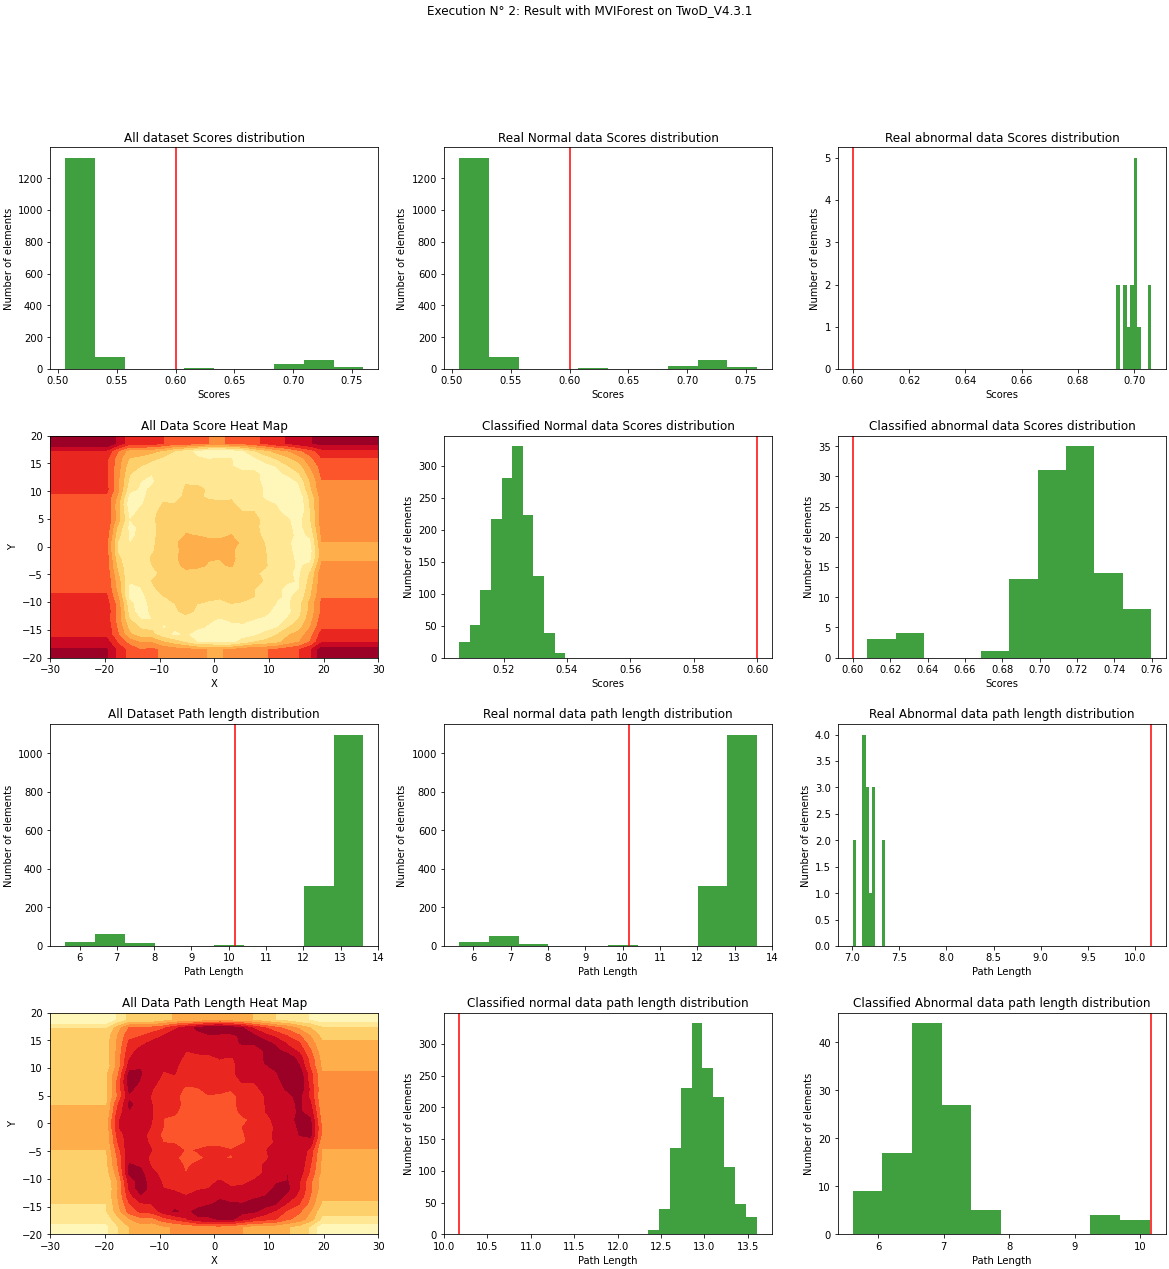 Execution N° 2: Result with MVIForest on TwoD_V4.3.1
All dataset Scores distribution
Number of elements
1200
1000
800
600
400
200
0
0.50 0.55 0.60 0.65 0.70 0.75
Scores
Real Normal data Scores distribution
Number of elements
1200
1000
800
600
400
200
0
0.50 0.55 0.60 0.65 0.70 0.75
Scores
Real abnormal data Scores distribution
Number of elements
5
4
3
2
1
0
0.60 0.62 0.64 0.66 0.68 0.70
Scores
All Data Score Heat Map
Y
20
15
10
5
0
−5
−10
−15
−20
−30 −20 −10 0 10 20 30
X
Classified Normal data Scores distribution
Number of elements
300
250
200
150
100
50
0
0.52 0.54 0.56 0.58 0.60
Scores
Classified abnormal data Scores distribution
Number of elements
35
30
25
20
15
10
5
0
0.60 0.62 0.64 0.66 0.68 0.70 0.72 0.74 0.76
Scores
All Dataset Path length distribution
Number of elements
1000
800
600
400
200
0
6 7 8 9 10 11 12 13 14
Path Length
Real normal data path length distribution
Number of elements
1000
800
600
400
200
0
6 7 8 9 10 11 12 13 14
Path Length
Real Abnormal data path length distribution
Number of elements
4.0
3.5
3.0
2.5
2.0
1.5
1.0
0.5
0.0
7.0 7.5 8.0 8.5 9.0 9.5 10.0
Path Length
All Data Path Length Heat Map
Y
20
15
10
5
0
−5
−10
−15
−20
−30 −20 −10 0 10 20 30
X
Classified normal data path length distribution
Number of elements
300
250
200
150
100
50
0
10.0 10.5 11.0 11.5 12.0 12.5 13.0 13.5
Path Length
Classified Abnormal data path length distribution
Number of elements
40
30
20
10
0
6 7 8 9 10
Path Length